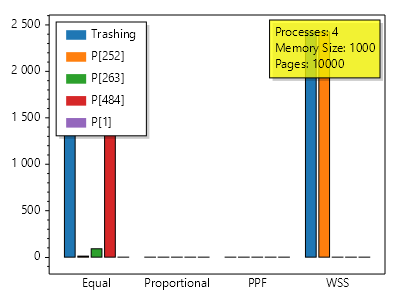 2 500
2 000
1 500
1 000
500
0
Trashing
P[252]
P[263]
P[484]
P[1]
Processes: 4
Memory Size: 1000
Pages: 10000
Equal
Proportional
PPF
WSS